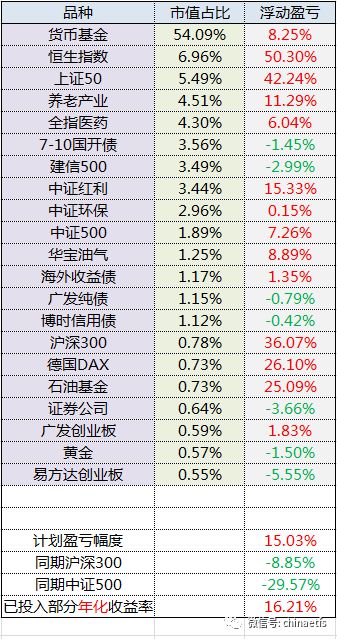 品种 市值占比 浮动盈亏
货币基金 54.09% 8.25%
恒生指数 6.96% 50.30%
上证50 5.49% 42.24%
养老产业 4.51% 11.29%
全指医药 4.30% 6.04%
7-10国开债 3.56% -1.45%
建信500 3.49% -2.99%
中证红利 3.44% 15.33%
中证环保 2.96% 0.15%
中证500 1.89% 7.26%
华宝油气 1.25% 8.89%
海外收益债 1.17% 1.35%
广发纯债 1.15% -0.79%
博时信用债 1.12% -0.42%
沪深300 0.78% 36.07%
德国DAX 0.73% 26.10%
石油基金 0.73% 25.09%
证券公司 0.64% -3.66%
广发创业板 0.59% 1.83%
黄金 0.57% -1.50%
易方达创业板 0.55% -5.55%
计划盈亏幅度 15.03%
同期沪深300 -8.85%
同期中证500 -29.57%
已投入部分年化收益率 16.21%
微信号: chinaetfs